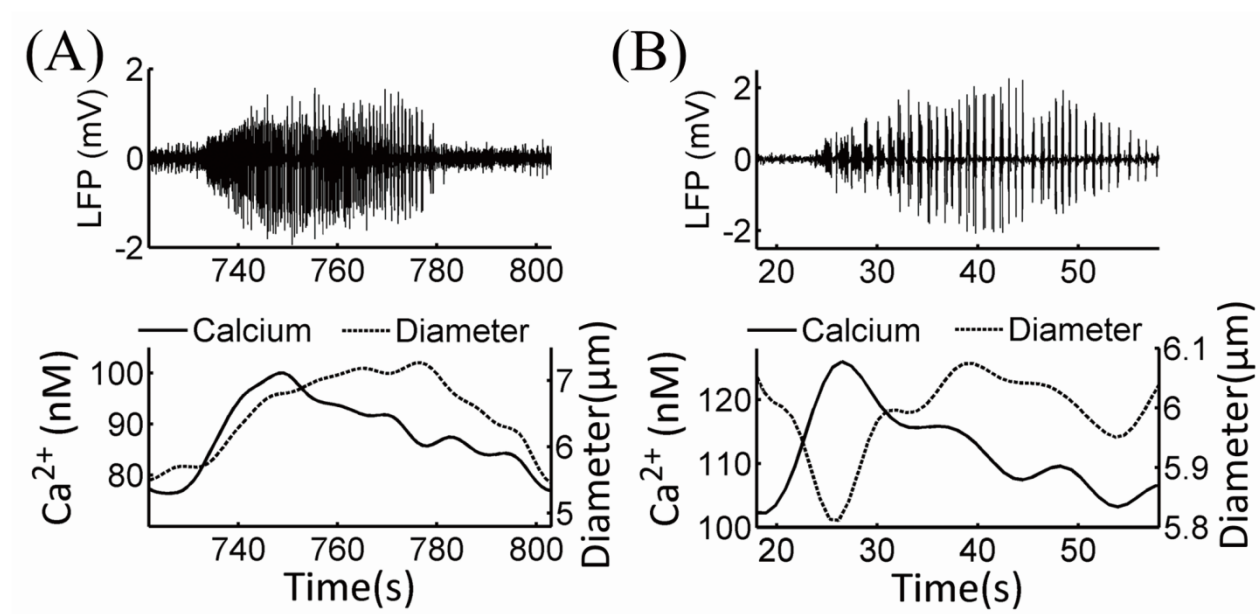 (A)
LFP (mV)
2
0
-2
740 760 780 800
Calcium Diameter
Ca2+ (nM)
100
90
80
7
6
5
Diameter(μm)
740 760 780 800
Time(s)
(B)
LFP (mV)
2
0
-2
20 30 40 50
Calcium Diameter
Ca2+ (nM)
120
110
100
6.1
6
5.9
5.8
Diameter(μm)
20 30 40 50
Time(s)